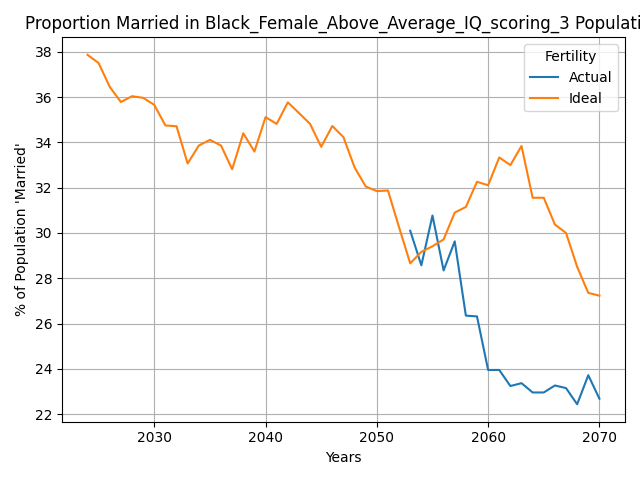 Proportion Married in Black_Female_Above_Average_IQ_scoring_3 Populati
Fertility
Actual
Ideal
38
36
34
32
30
28
26
24
22
% of Population 'Married'
2030 2040 2050 2060 2070
Years